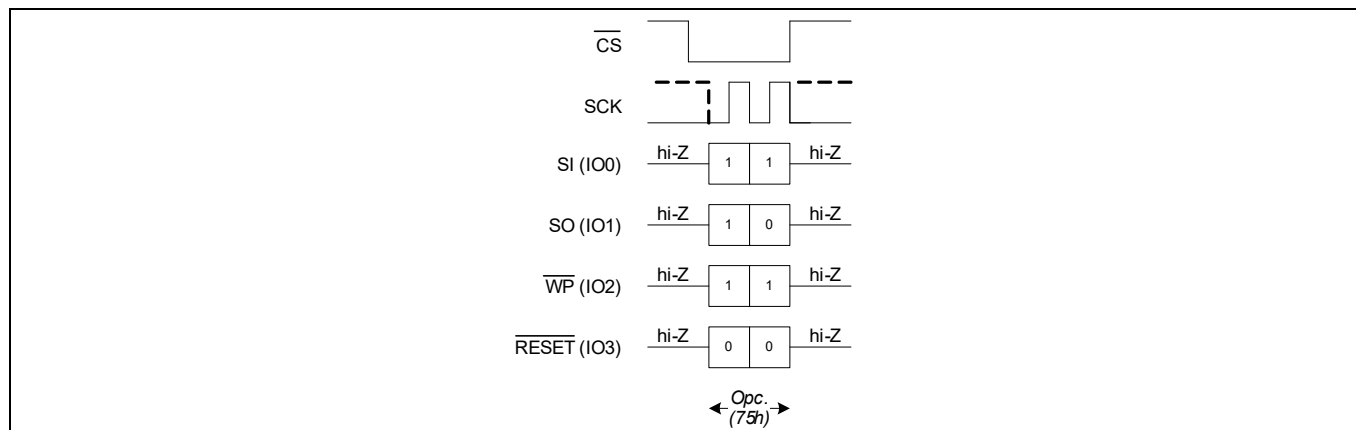 CS
SCK
SI (IO0) hi-Z 1 1 hi-Z
SO (IO1) hi-Z 1 0 hi-Z
WP (IO2) hi-Z 1 1 hi-Z
RESET (IO3) hi-Z 0 0 hi-Z
Opc.
(75h)